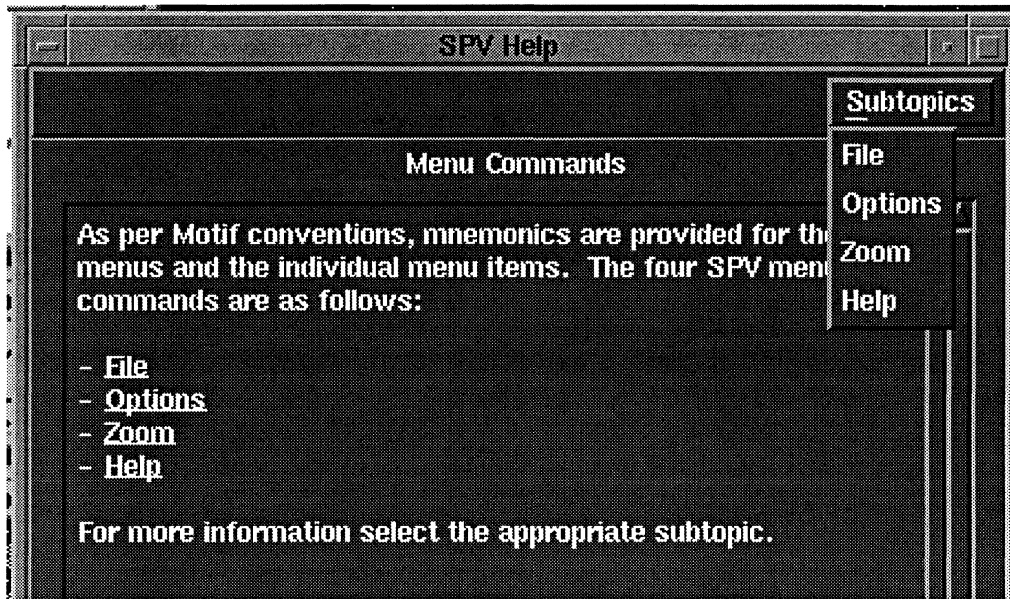 SPV Help
Subtopics
File
Options
Zoom
Help
Menu Commands
As per Motif conventions, mnemonics are provided for
menus and the individual menu items. The four SPV
commands are as follows:
- File
- Options
- Zoom
- Help
For more information select the appropriate subtopic.